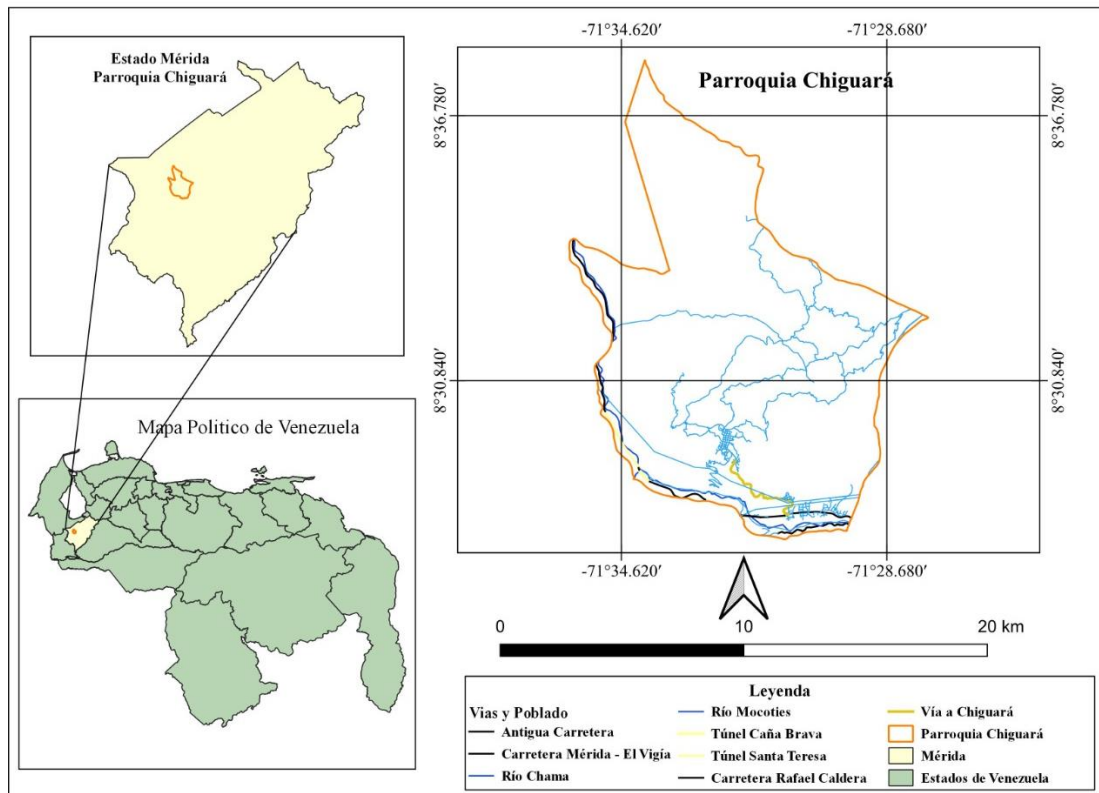 Estado Mérida
Parroquia Chiguará
Mapa Politico de Venezuela
-71°34.620′
-71°28.680′
Parroquia Chiguará
8°36.780′
8°36.780′
8°30.840′
8°30.840′
-71°34.620′
-71°28.680′
0
10
20 km
Leyenda
Vias y Poblado
Antigua Carretera
Carretera Mérida - El Vigía
Río Chama
Río Mocoties
Túnel Caña Brava
Túnel Santa Teresa
Carretera Rafael Caldera
Vía a Chiguará
Parroquia Chiguará
Mérida
Estados de Venezuela